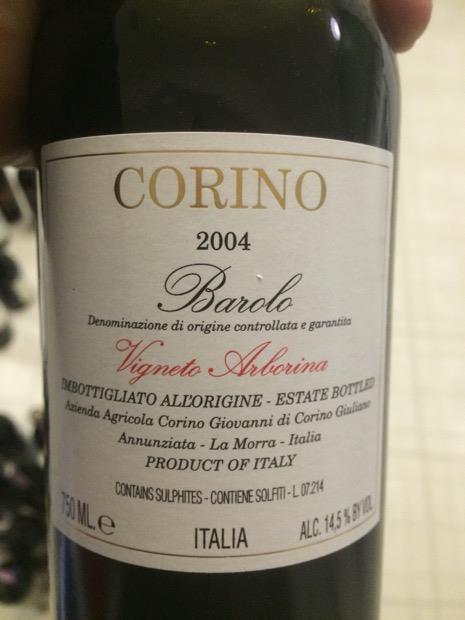 CORINO
2004
Barolo
Denominazione di origine controllata e garantita
Vigneto Arborina
IMBOTTIGLIATO ALL'ORIGINE - ESTATE BOTTLED
Azienda Agricola Corino Giovanni di Corino Giuliano
Annunziata - La Morra - Italia
PRODUCT OF ITALY
CONTAINS SULPHITES - CONTIENE SOLFITI - L. 07.214
750 ML. e
ITALIA
ALC. 14,5 % BY VOL